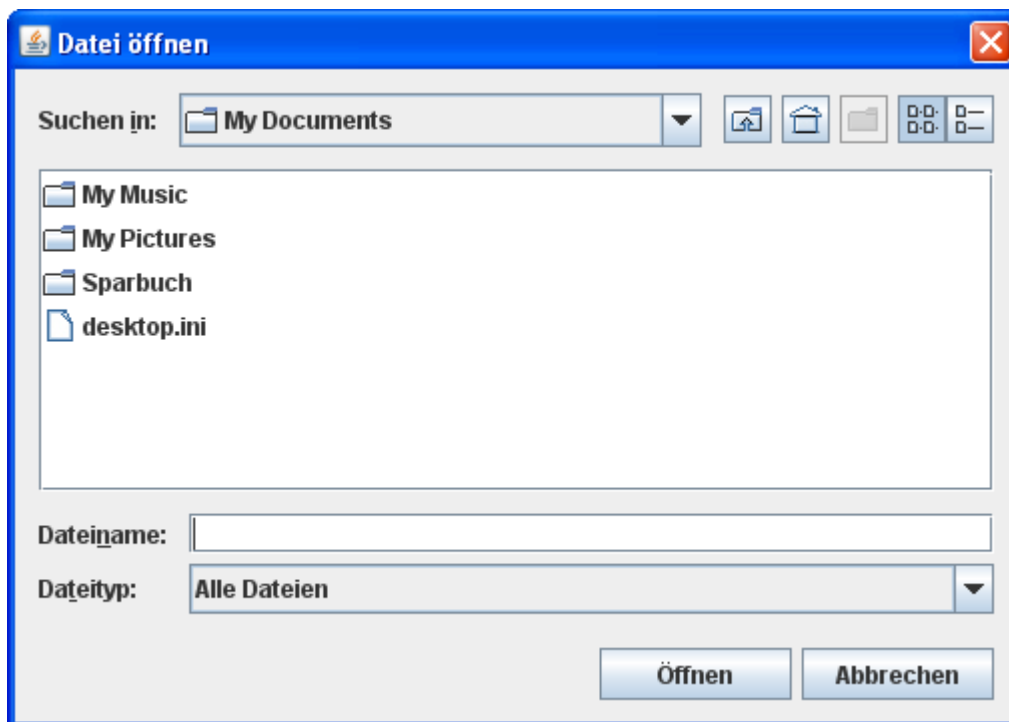 Datei öffnen
Suchen in: My Documents
My Music
My Pictures
Sparbuch
desktop.ini
Dateiname:
Dateityp: Alle Dateien
Öffnen Abbrechen